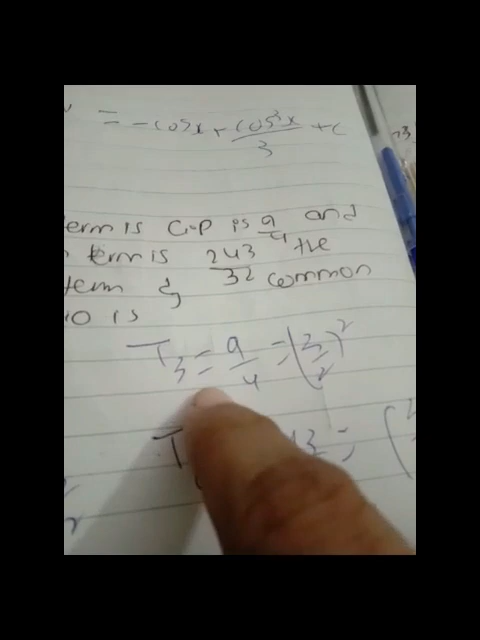 = -cosx + cos³x/3 + c
term is G.P is 9/4 and
term is 243/32 the
term & common
io is
T₃ = 9/4 = (3/2)²
T